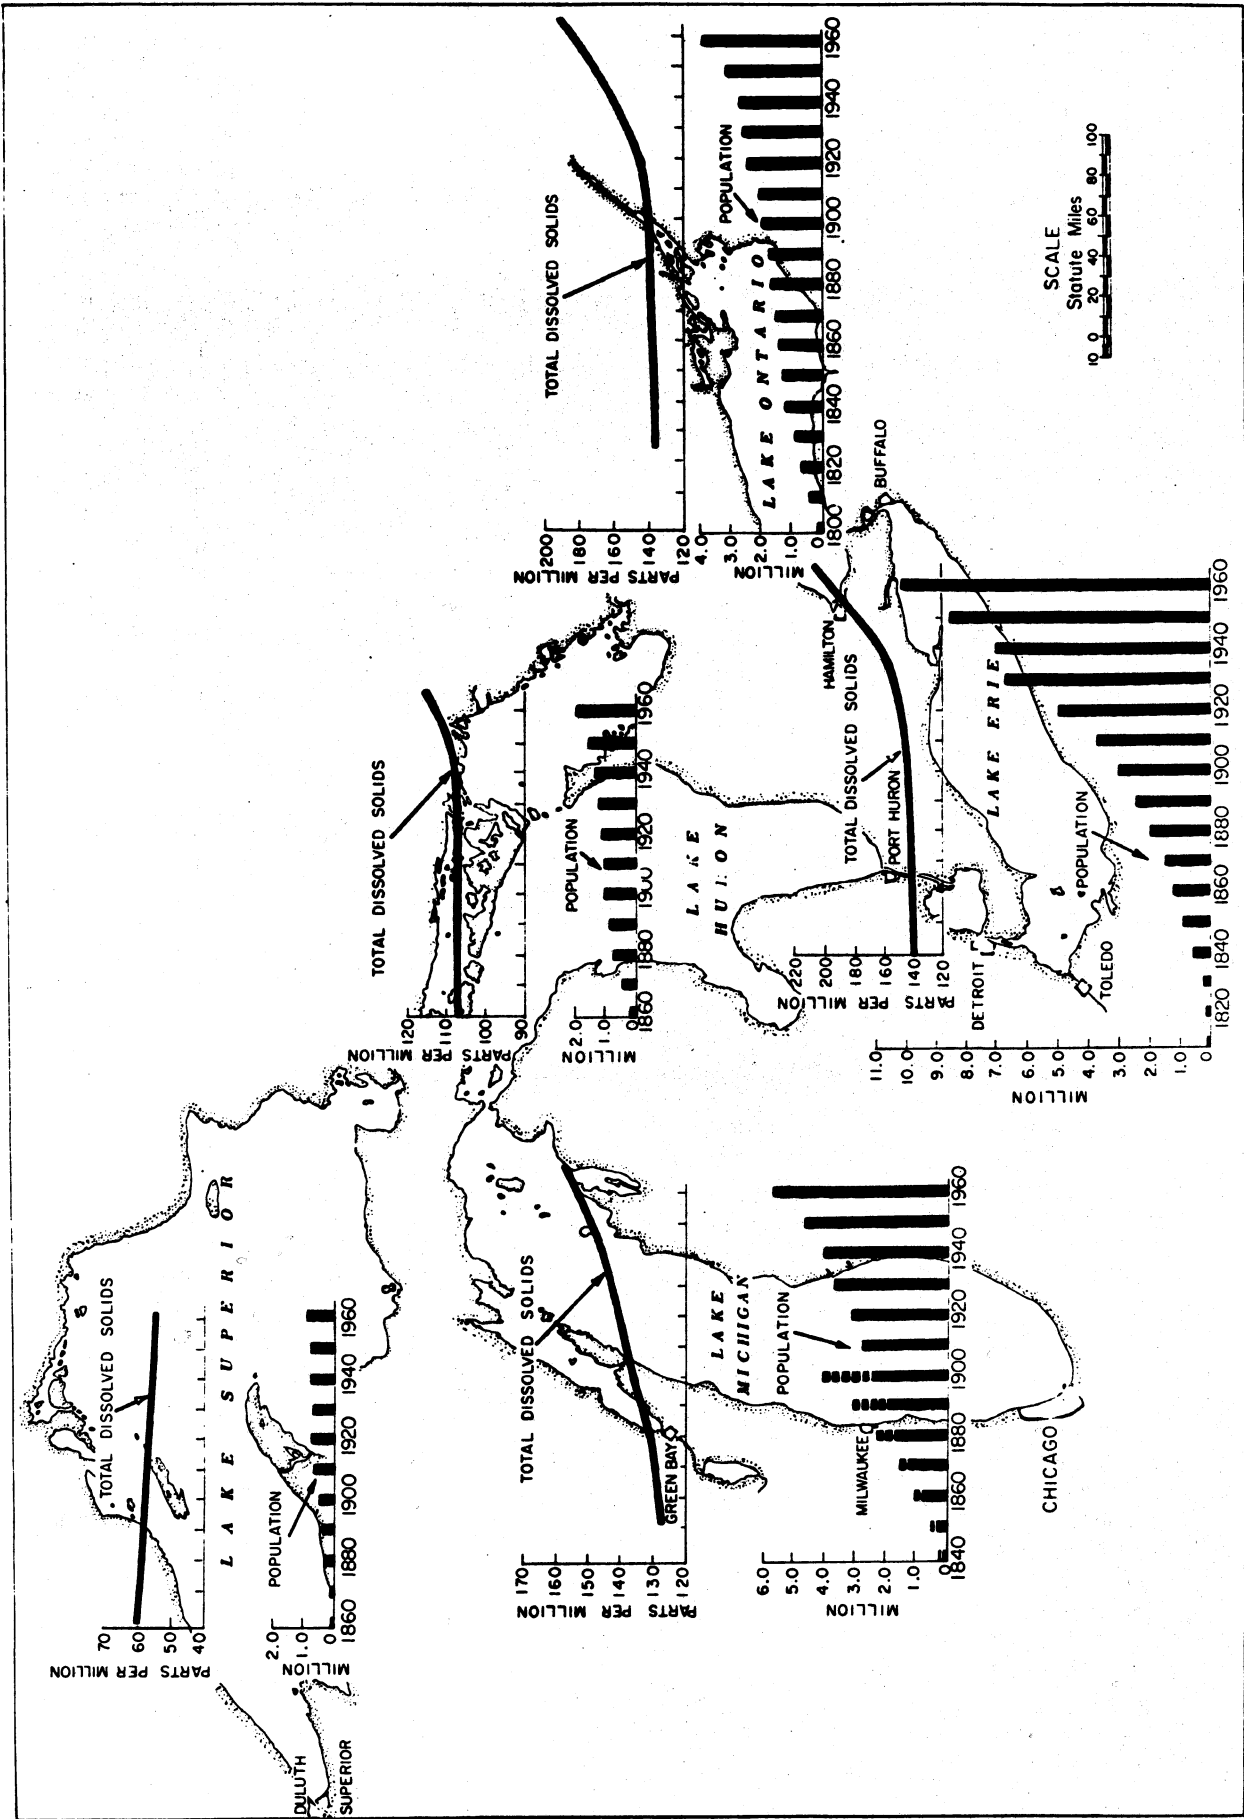 TOTAL DISSOLVED SOLIDS
70
60
50
40
PARTS PER MILLION
LAKE SUPERIOR
POPULATION
2.0
1.0
0
MILLION
1860 1880 1900 1920 1940 1960
DULUTH
SUPERIOR
TOTAL DISSOLVED SOLIDS
120
110
100
90
PARTS PER MILLION
POPULATION
2.0
1.0
0
MILLION
1860 1880 1900 1920 1940 1960
LAKE
HURON
TOTAL DISSOLVED SOLIDS
200
180
160
140
120
PARTS PER MILLION
POPULATION
4.0
3.0
2.0
1.0
0
MILLION
LAKE ONTARIO
1800 1820 1840 1860 1880 1900 1920 1940 1960
TOTAL DISSOLVED SOLIDS
170
160
150
140
130
120
PARTS PER MILLION
GREEN BAY
LAKE
MICHIGAN
POPULATION
6.0
5.0
4.0
3.0
2.0
1.0
0
MILLION
MILWAUKEE
1840 1860 1880 1900 1920 1940 1960
CHICAGO
HAMILTON
BUFFALO
TOTAL DISSOLVED SOLIDS
PORT HURON
220
200
180
160
140
120
PARTS PER MILLION
DETROIT
LAKE ERIE
POPULATION
TOLEDO
11.0
10.0
9.0
8.0
7.0
6.0
5.0
4.0
3.0
2.0
1.0
0
MILLION
1820 1840 1860 1880 1900 1920 1940 1960
SCALE
Statute Miles
10 0 20 40 60 80 100